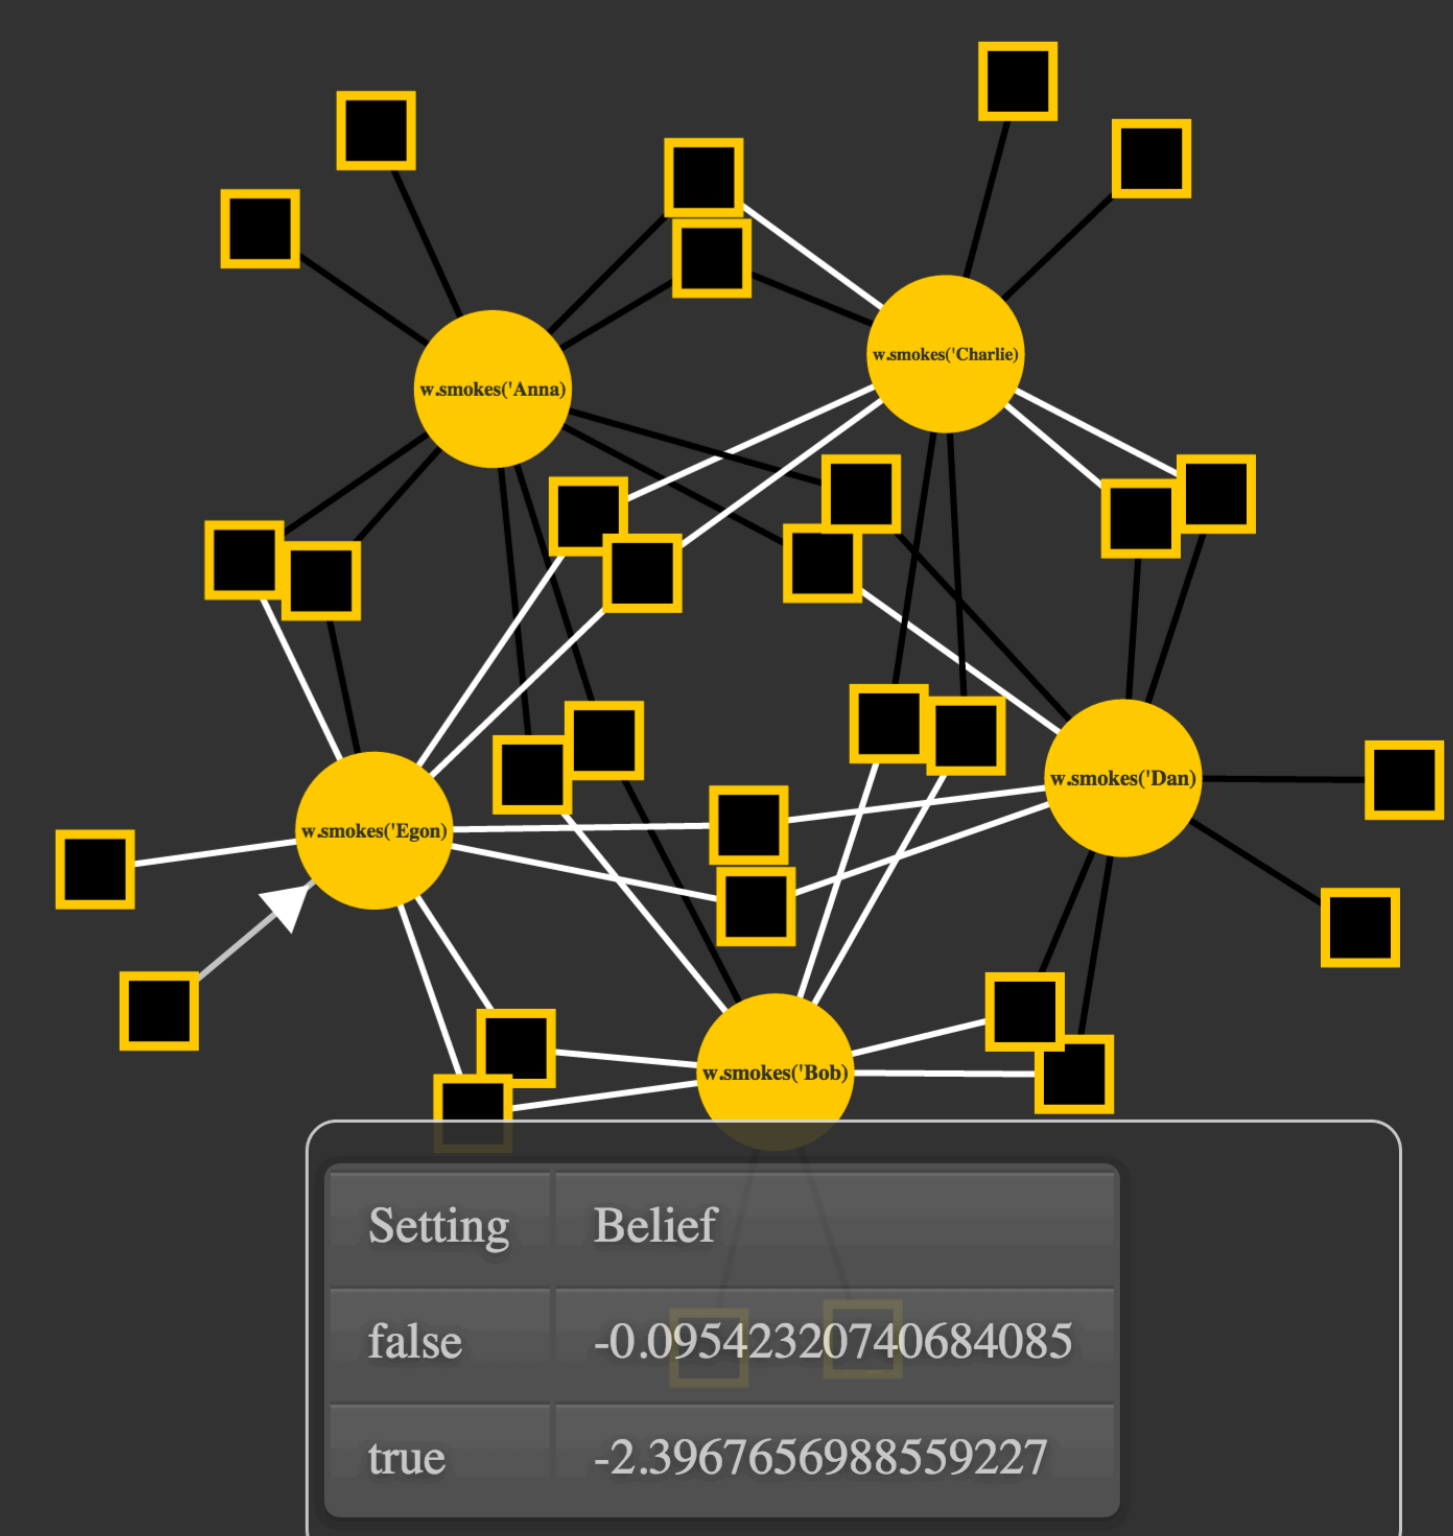 w.smokes('Charlie)
w.smokes('Anna)
w.smokes('Dan)
w.smokes('Egon)
w.smokes('Bob)
Setting Belief
false -0.09542320740684085
true -2.3967656988559227